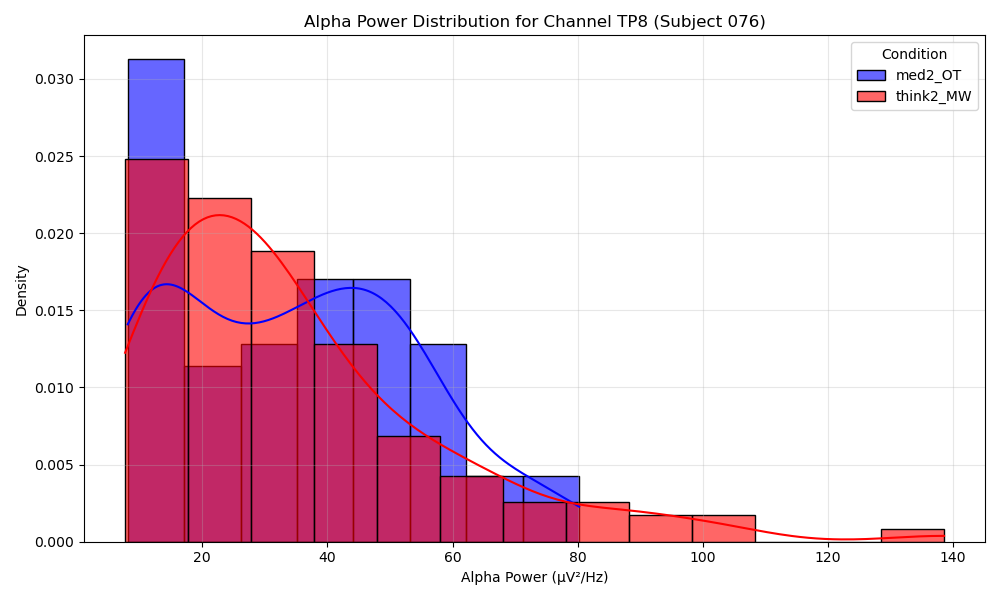 Alpha Power Distribution for Channel TP8 (Subject 076)
Condition
med2_OT
think2_MW
Density
0.030
0.025
0.020
0.015
0.010
0.005
0.000
20 40 60 80 100 120 140
Alpha Power (μV²/Hz)